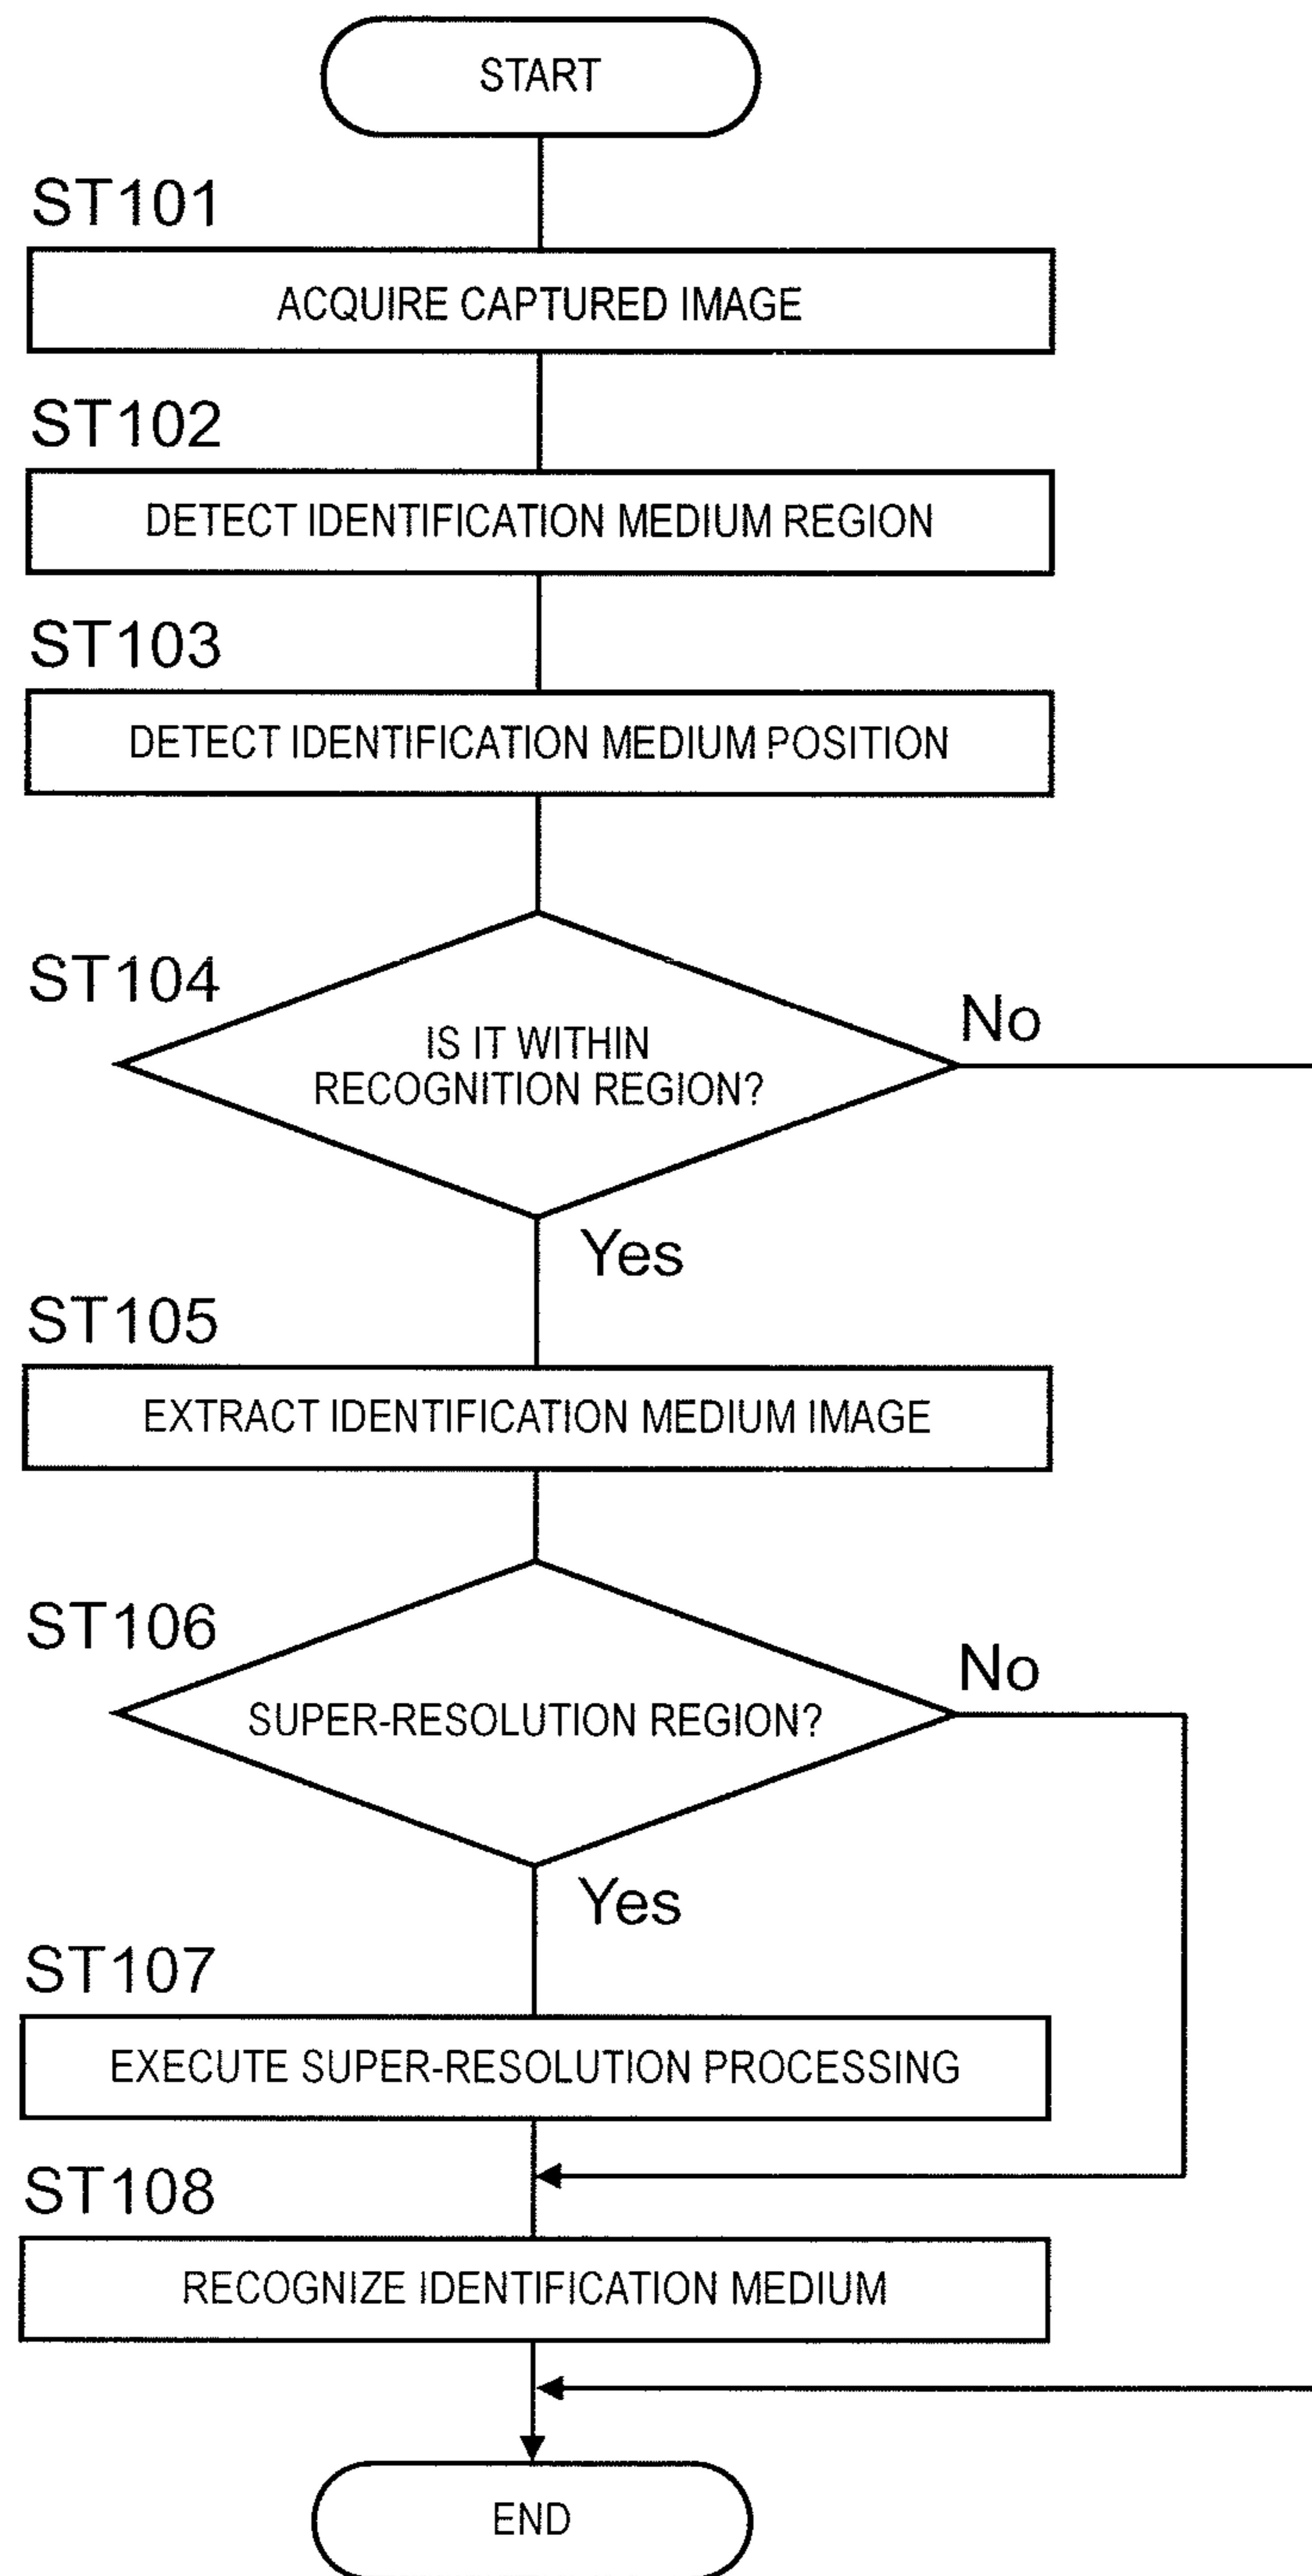 START
ST101
ACQUIRE CAPTURED IMAGE
ST102
DETECT IDENTIFICATION MEDIUM REGION
ST103
DETECT IDENTIFICATION MEDIUM POSITION
ST104
No
IS IT WITHIN
RECOGNITION REGION?
Yes
ST105
EXTRACT IDENTIFICATION MEDIUM IMAGE
ST106
No
SUPER-RESOLUTION REGION?
Yes
ST107
EXECUTE SUPER-RESOLUTION PROCESSING
ST108
RECOGNIZE IDENTIFICATION MEDIUM
END